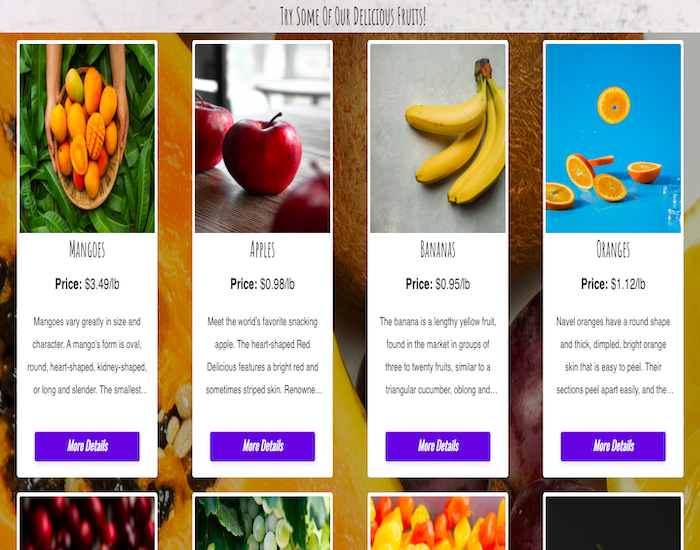 Try Some Of Our Delicious Fruits!
Mangoes
Price: $3.49/lb
Mangoes vary greatly in size and
character. A mango's form is oval,
round, heart-shaped, kidney-shaped,
or long and slender. The smallest...
More Details
Apples
Price: $0.98/lb
Meet the world's favorite snacking
apple. The heart-shaped Red
Delicious features a bright red and
sometimes striped skin. Renowne...
More Details
Bananas
Price: $0.95/lb
The banana is a lengthy yellow fruit,
found in the market in groups of
three to twenty fruits, similar to a
triangular cucumber, oblong and...
More Details
Oranges
Price: $1.12/lb
Navel oranges have a round shape
and thick, dimpled, bright orange
skin that is easy to peel. Their
sections peel apart easily, and the...
More Details